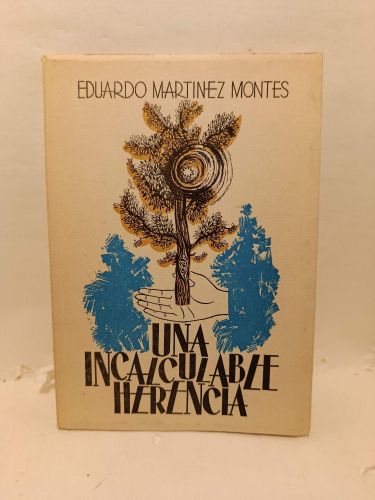 EDUARDO MARTINEZ MONTES
UNA
INCALCULABLE
HERENCIA